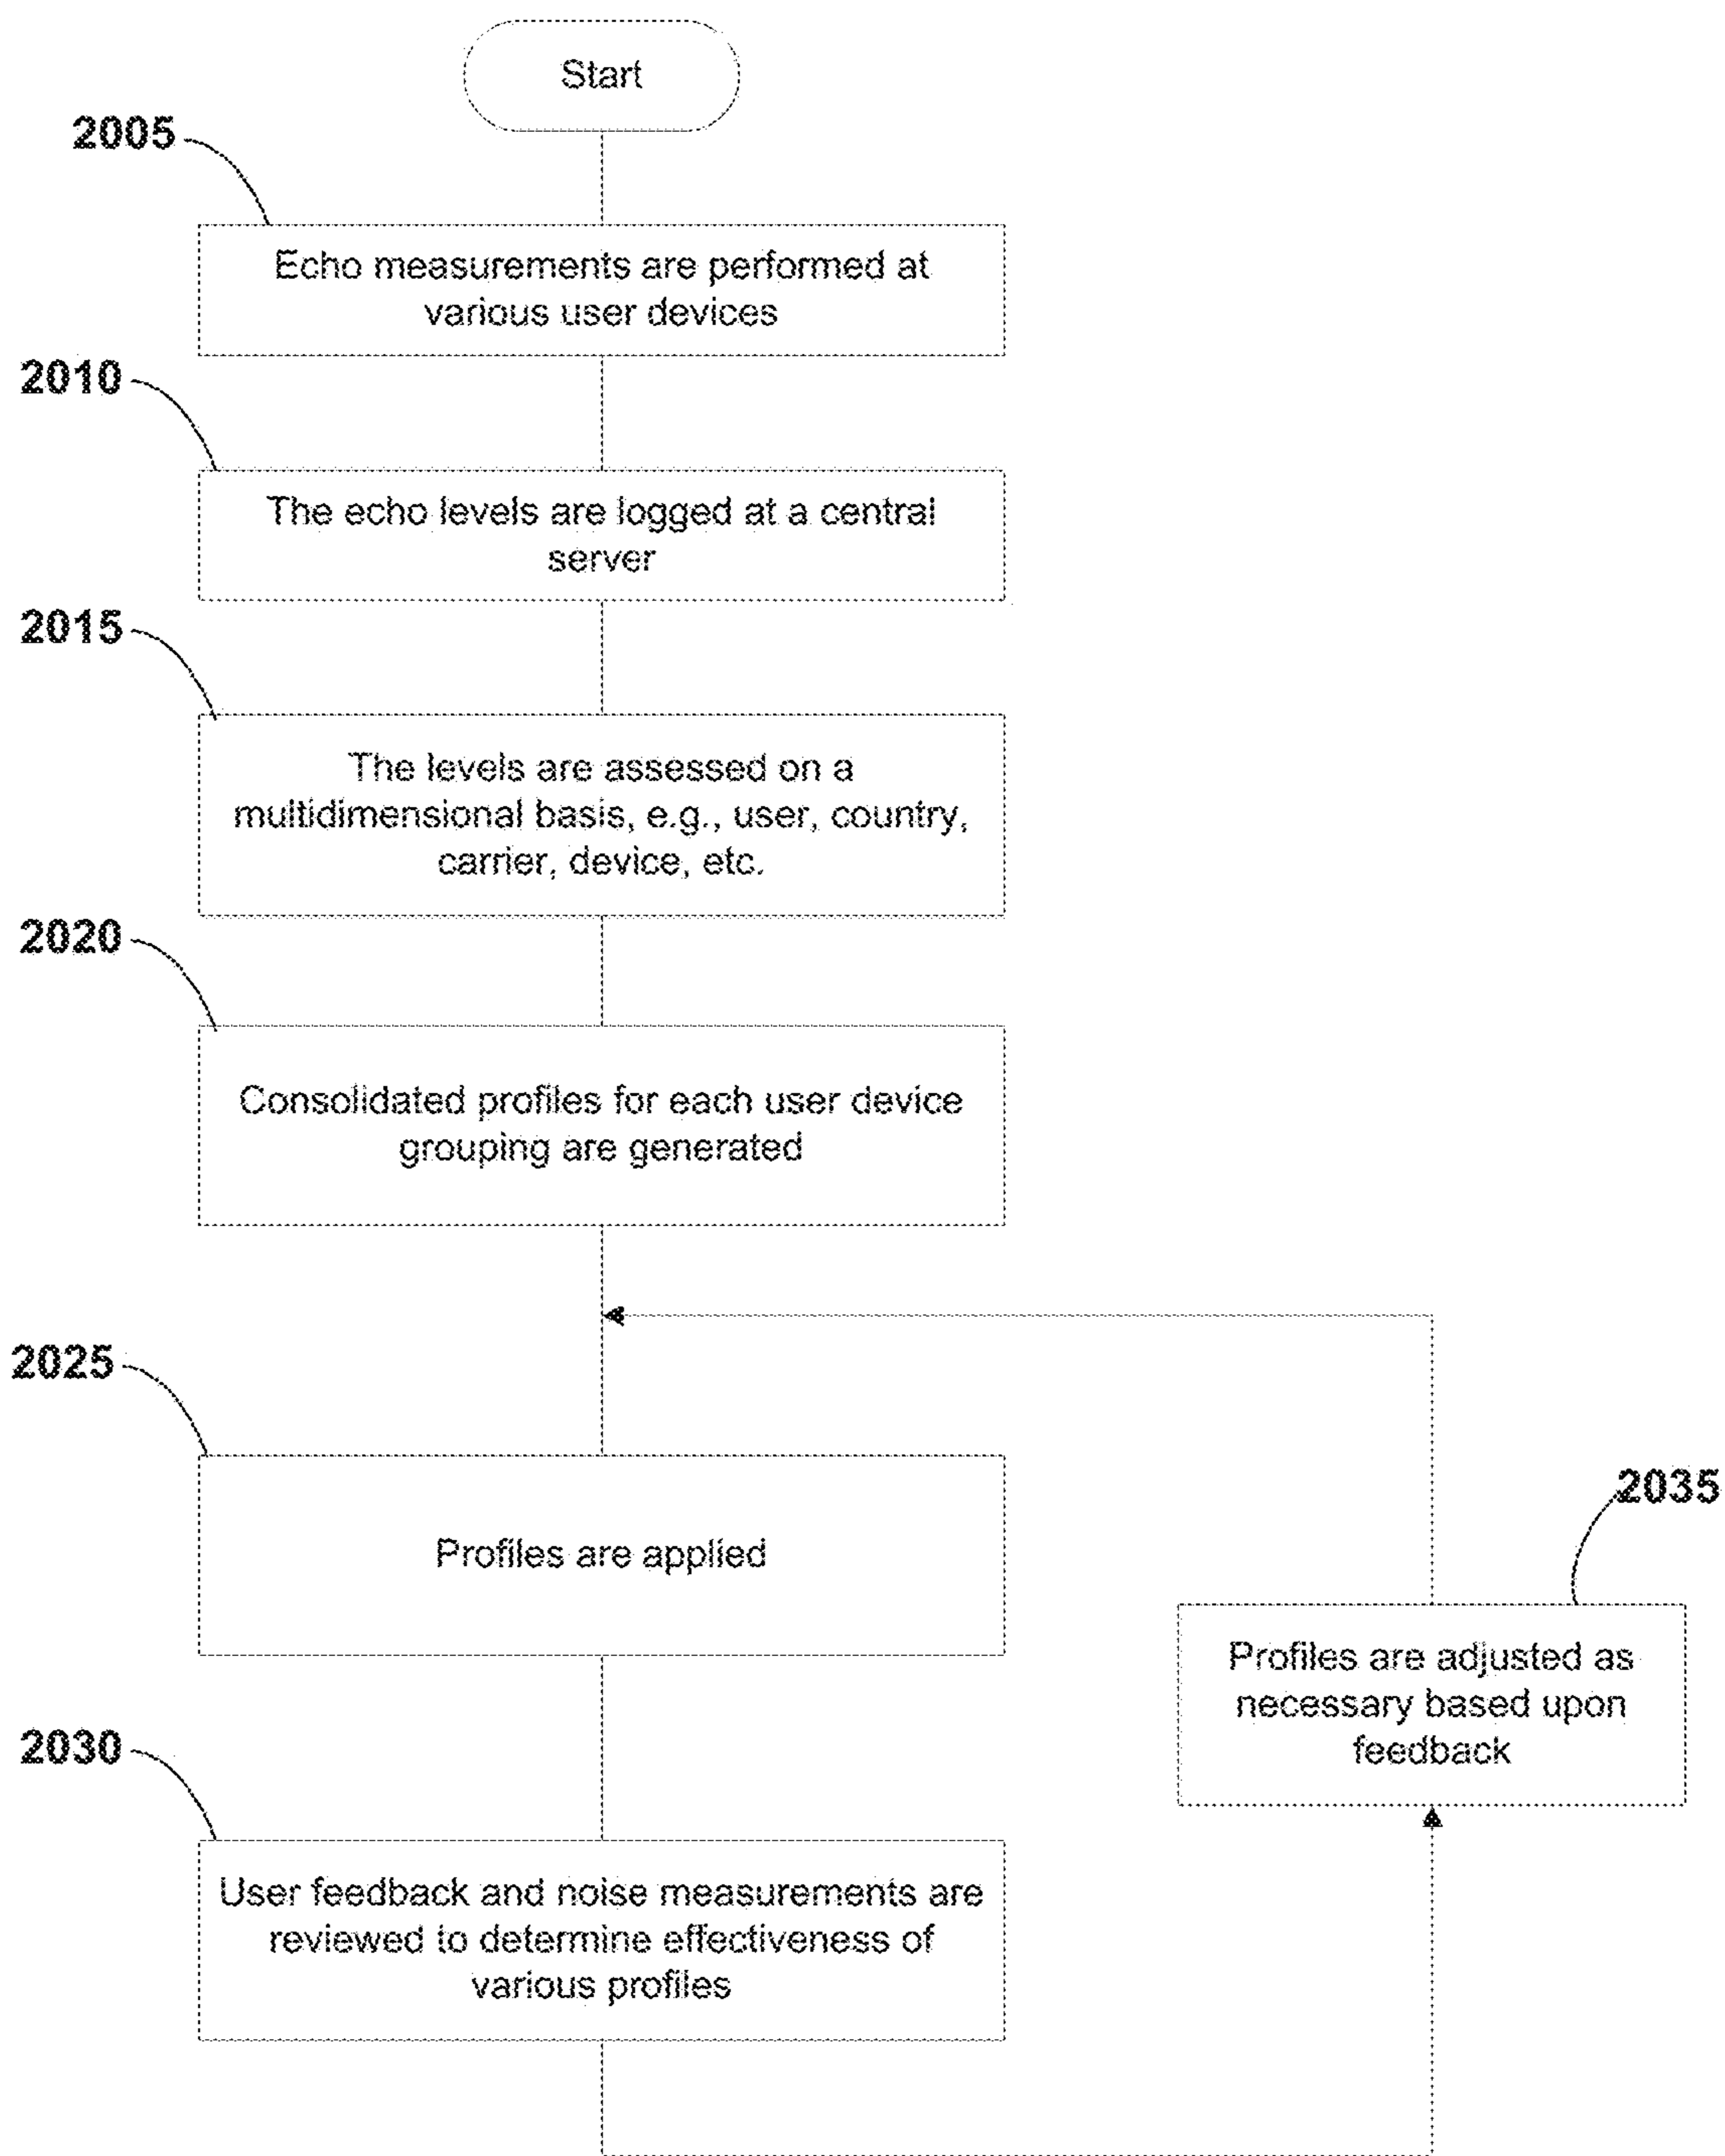 Start
2005
Echo measurements are performed at
various user devices
2010
The echo levels are logged at a central
server
2015
The levels are assessed on a
multidimensional basis, e.g., user, country,
carrier, device, etc.
2020
Consolidated profiles for each user device
grouping are generated
2025
Profiles are applied
2035
Profiles are adjusted as
necessary based upon
feedback
2030
User feedback and noise measurements are
reviewed to determine effectiveness of
various profiles